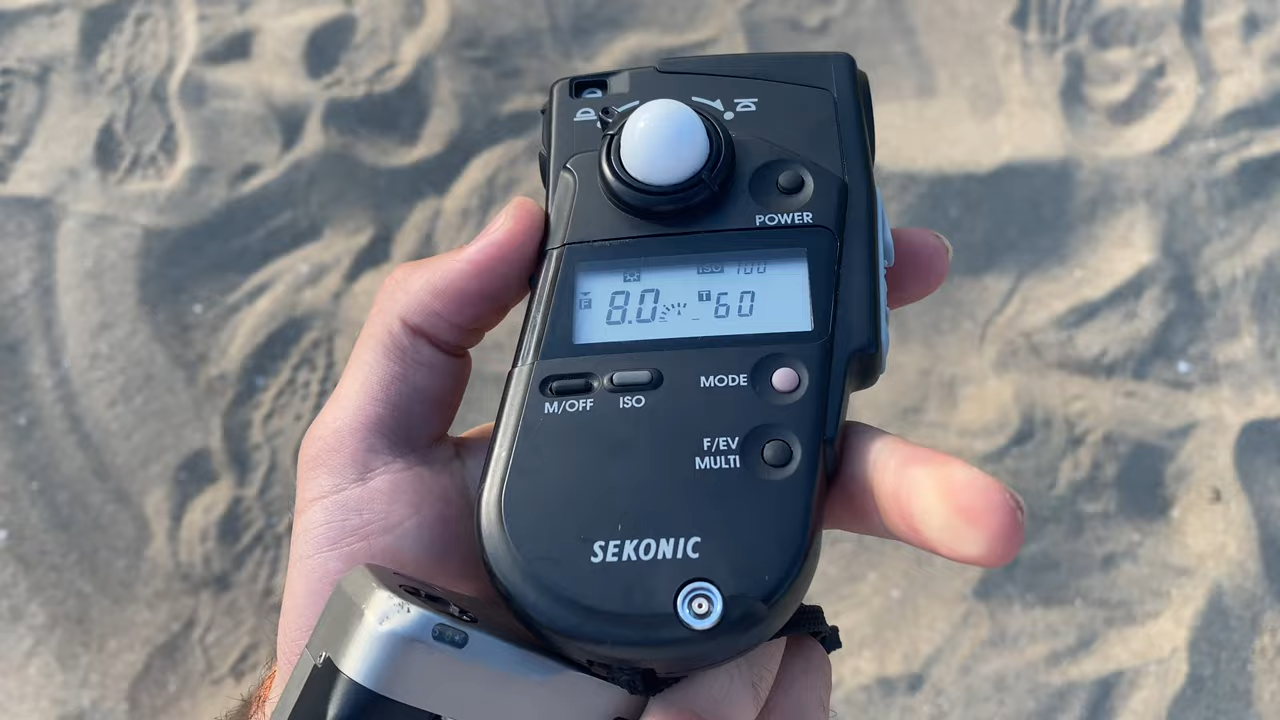 POWER
ISO 100
F 8.0 T 60
M/OFF
ISO
MODE
F/EV
MULTI
SEKONIC